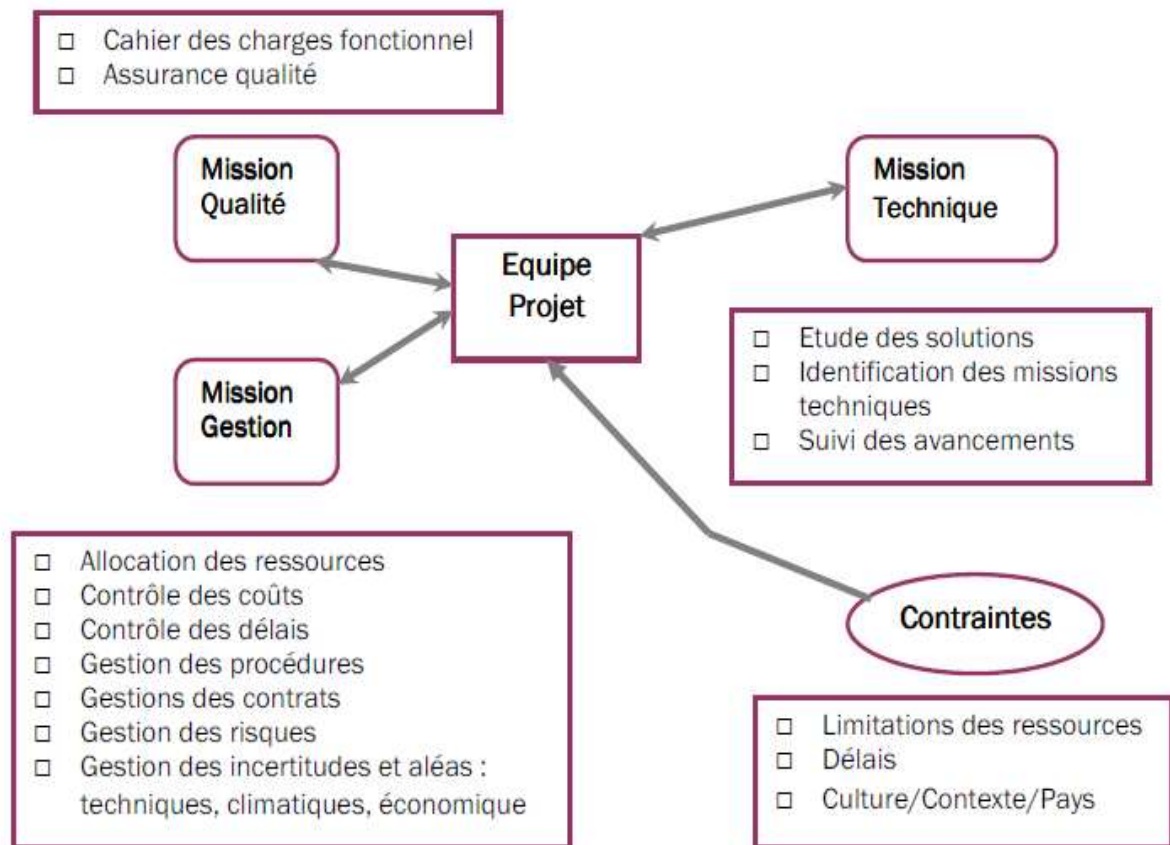 □ Cahier des charges fonctionnel
□ Assurance qualité
Mission
Qualité
Mission
Technique
Equipe
Projet
Mission
Gestion
□ Etude des solutions
□ Identification des missions
techniques
□ Suivi des avancements
□ Allocation des ressources
□ Contrôle des coûts
□ Contrôle des délais
□ Gestion des procédures
□ Gestions des contrats
□ Gestion des risques
□ Gestion des incertitudes et aléas :
techniques, climatiques, économique
Contraintes
□ Limitations des ressources
□ Délais
□ Culture/Contexte/Pays